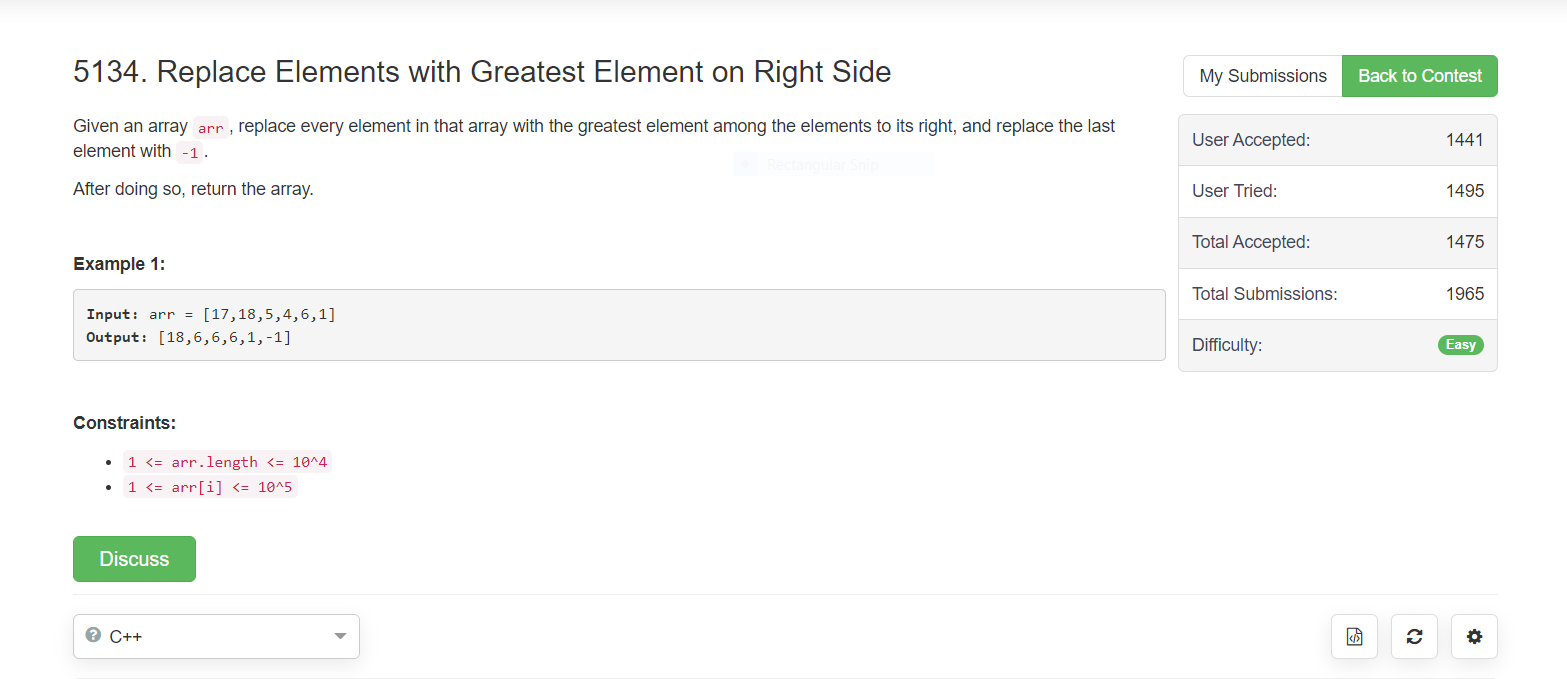 5134. Replace Elements with Greatest Element on Right Side
My Submissions
Back to Contest
Given an array arr, replace every element in that array with the greatest element among the elements to its right, and replace the last
element with -1.
Rectangular Snip
After doing so, return the array.
User Accepted: 1441
User Tried: 1495
Total Accepted: 1475
Total Submissions: 1965
Difficulty: Easy
Example 1:
Input: arr = [17,18,5,4,6,1]
Output: [18,6,6,6,1,-1]
Constraints:
1 <= arr.length <= 10^4
1 <= arr[i] <= 10^5
Discuss
C++